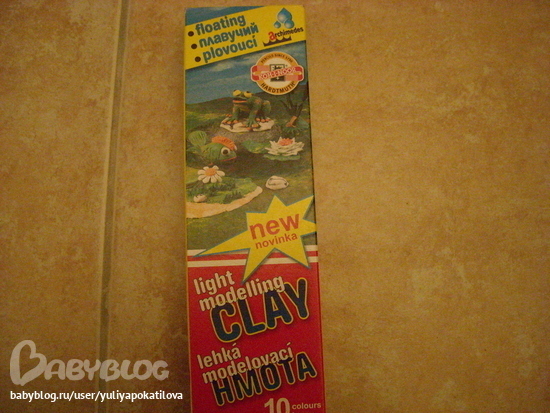 • floating
• плавучий
• plovoucí
archimedes
KOH-I-NOOR
HARDTMUTH
new
novinka
light
modelling
CLAY
lehká
modelovací
HMOTA
10 colours
BABYBLOG
babyblog.ru/user/yuliyapokatilova